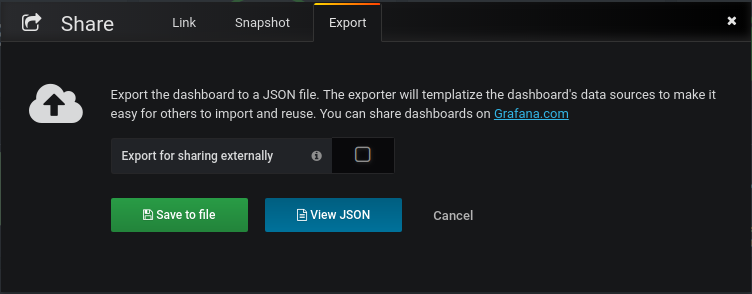 Share Link Snapshot Export
Export the dashboard to a JSON file. The exporter will templatize the dashboard's data sources to make it
easy for others to import and reuse. You can share dashboards on Grafana.com
Export for sharing externally
Save to file View JSON Cancel